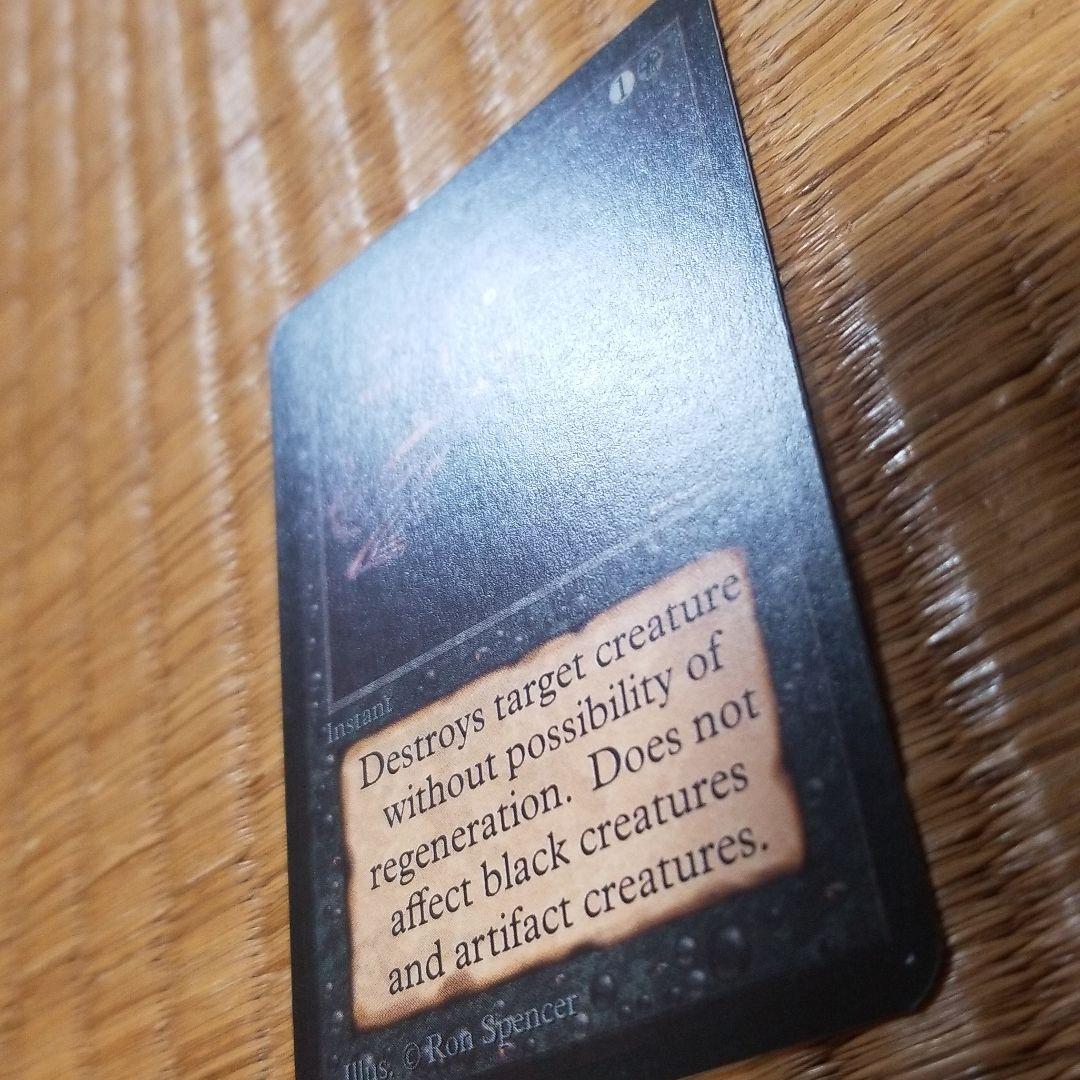 1
Instant
Destroys target creature
without possibility of
regeneration. Does not
affect black creatures
and artifact creatures.
Illus. © Ron Spencer